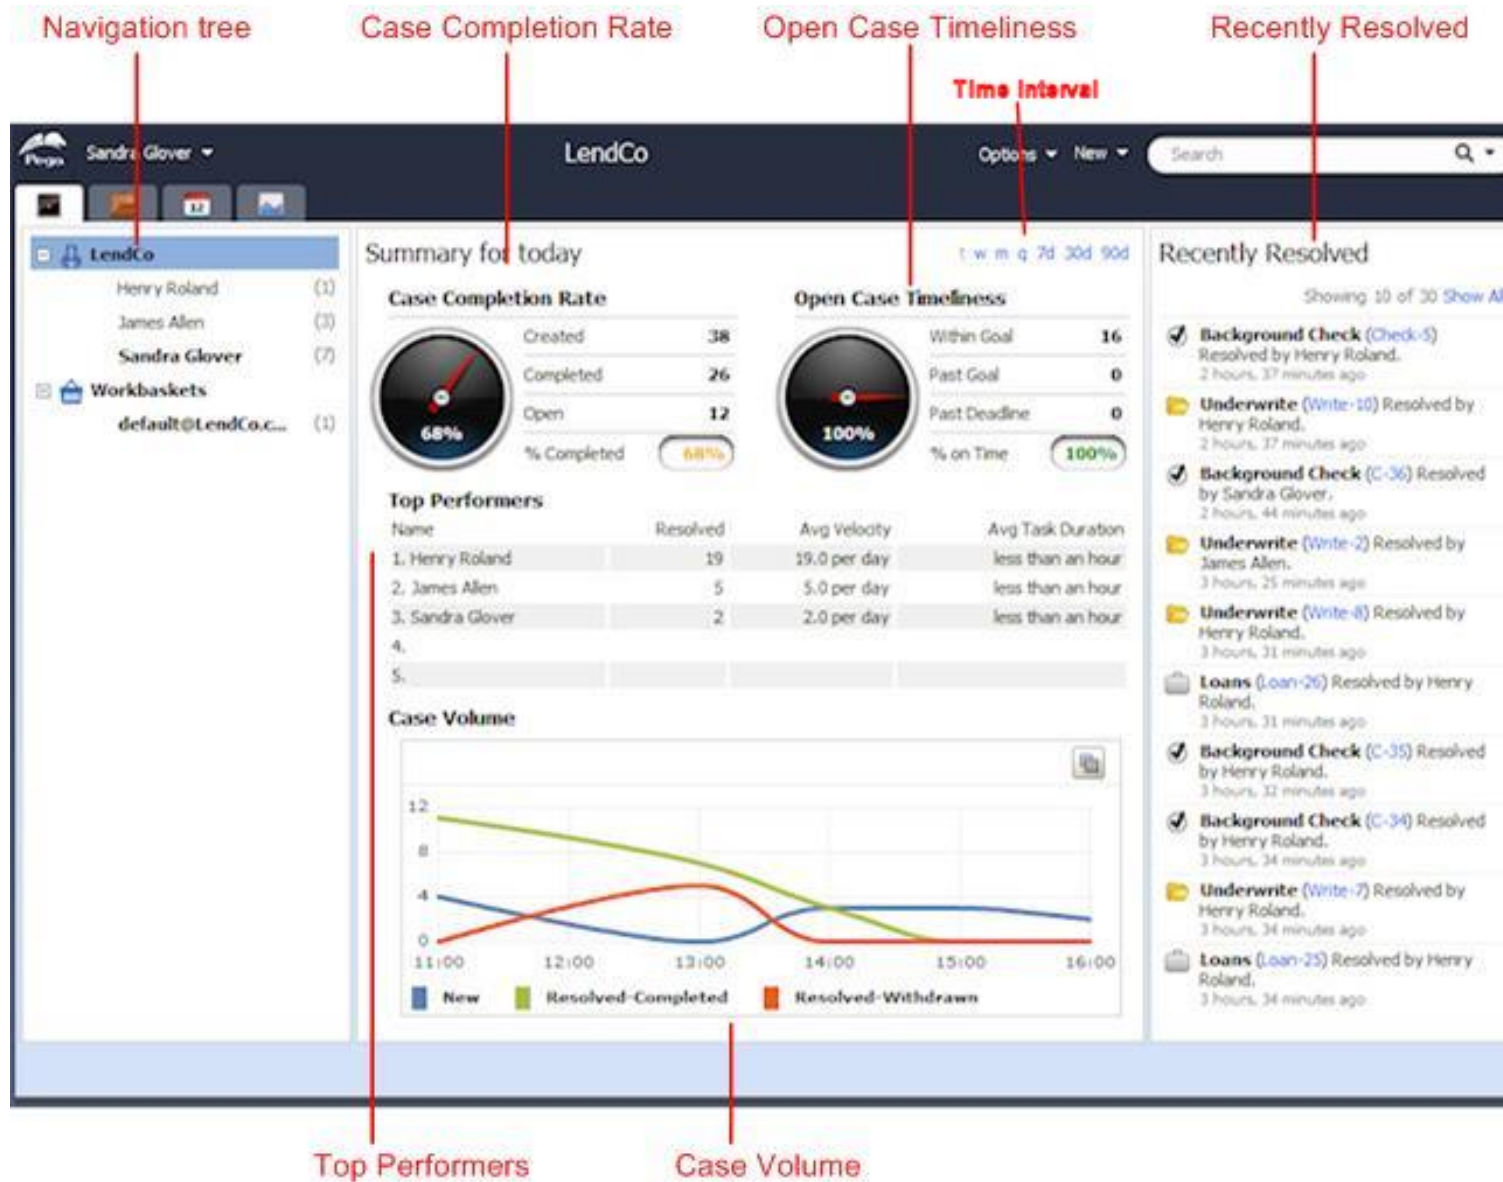 Navigation tree
Case Completion Rate
Open Case Timeliness
Recently Resolved
Time Interval
Pega
Sandra Glover
LendCo
Options
New
Search
12
LendCo
Henry Roland (1)
James Allen (3)
Sandra Glover (7)
Workbaskets
default@LendCo.c... (1)
Summary for today
t w m q 7d 30d 90d
Case Completion Rate
Created 38
Completed 26
Open 12
% Completed 68%
68%
Open Case Timeliness
Within Goal 16
Past Goal 0
Past Deadline 0
% on Time 100%
100%
Top Performers
Name Resolved Avg Velocity Avg Task Duration
1. Henry Roland 19 19.0 per day less than an hour
2. James Allen 5 5.0 per day less than an hour
3. Sandra Glover 2 2.0 per day less than an hour
4.
5.
Case Volume
12
8
4
0
11:00 12:00 13:00 14:00 15:00 16:00
New Resolved-Completed Resolved-Withdrawn
Recently Resolved
Showing 10 of 30 Show All
Background Check (Check-5)
Resolved by Henry Roland.
2 hours, 37 minutes ago
Underwrite (Write-10) Resolved by
Henry Roland.
2 hours, 37 minutes ago
Background Check (C-36) Resolved
by Sandra Glover.
2 hours, 44 minutes ago
Underwrite (Write-2) Resolved by
James Allen.
3 hours, 25 minutes ago
Underwrite (Write-8) Resolved by
Henry Roland.
3 hours, 31 minutes ago
Loans (Loan-26) Resolved by Henry
Roland.
3 hours, 31 minutes ago
Background Check (C-35) Resolved
by Henry Roland.
3 hours, 32 minutes ago
Background Check (C-34) Resolved
by Henry Roland.
3 hours, 34 minutes ago
Underwrite (Write-7) Resolved by
Henry Roland.
3 hours, 34 minutes ago
Loans (Loan-25) Resolved by Henry
Roland.
3 hours, 34 minutes ago
Top Performers
Case Volume